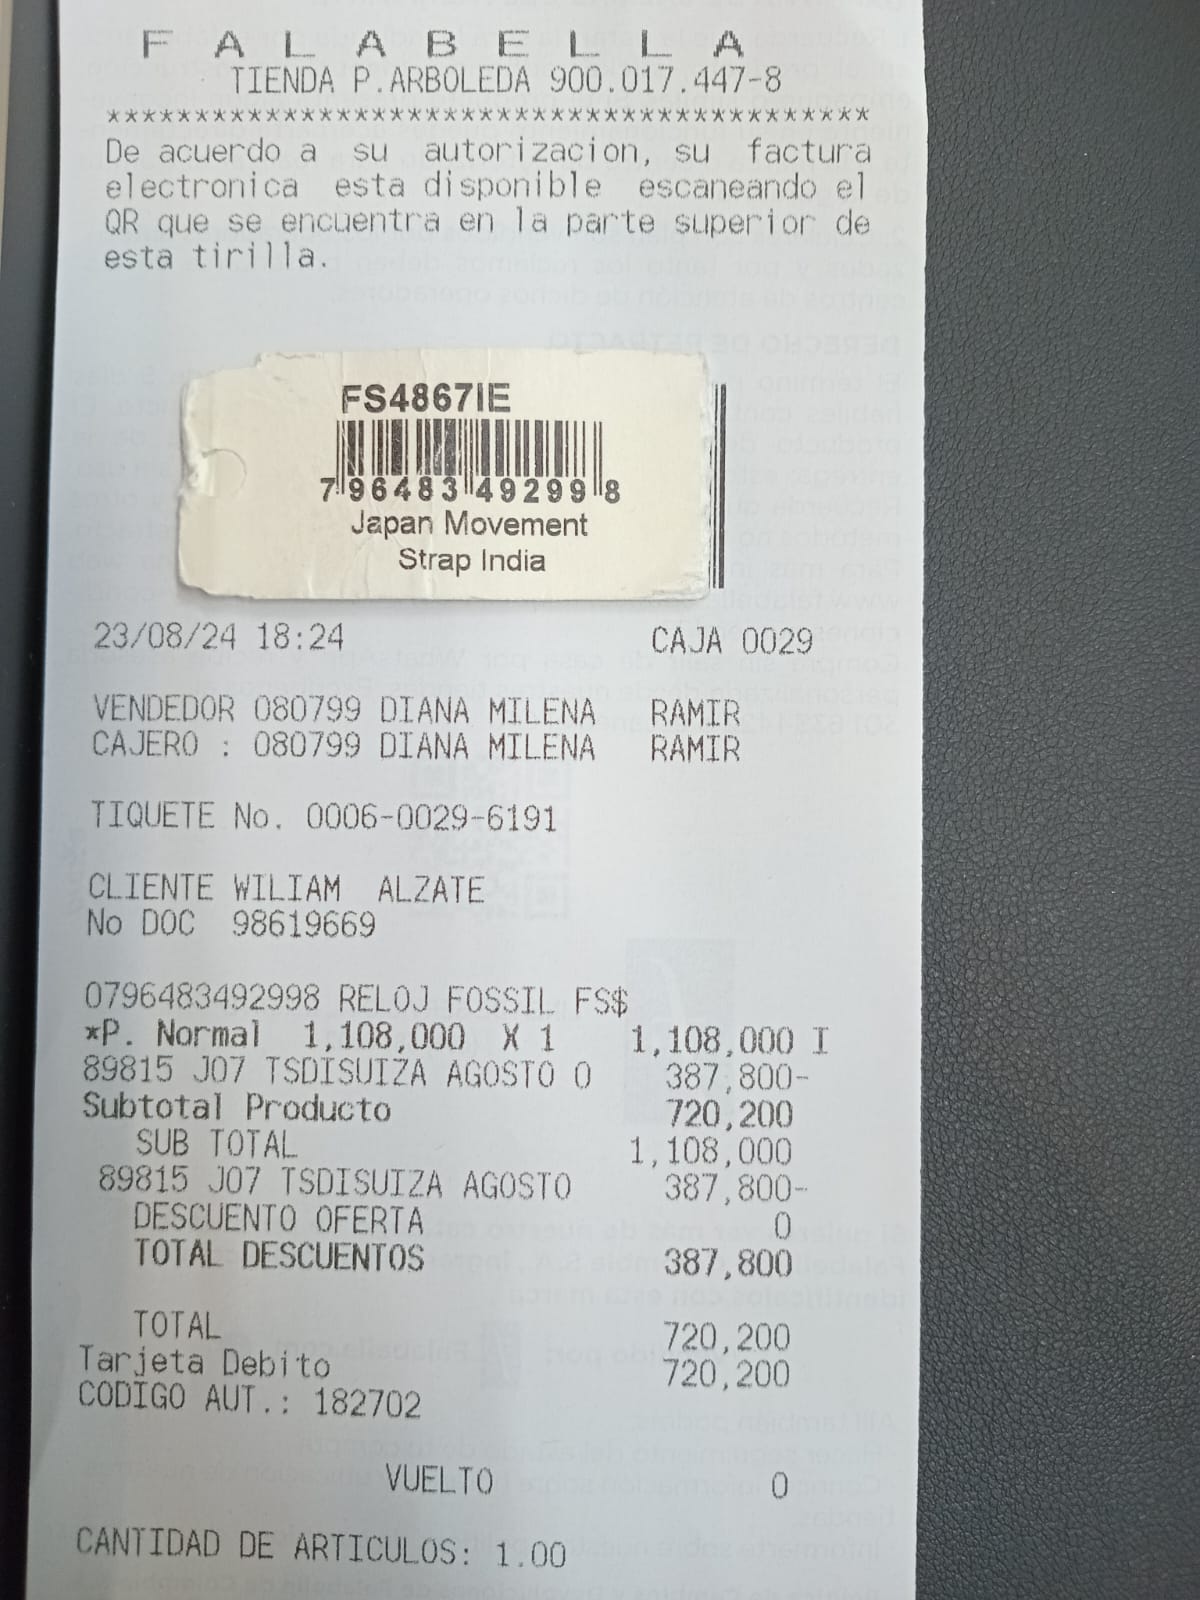 F A L A B E L L A
TIENDA P.ARBOLEDA 900.017.447-8
*******************************************
De acuerdo a su autorizacion, su factura
electronica esta disponible escaneando el
QR que se encuentra en la parte superior de
esta tirilla.
FS4867IE
7 96483 49299 8
Japan Movement
Strap India
23/08/24 18:24 CAJA 0029
VENDEDOR 080799 DIANA MILENA RAMIR
CAJERO : 080799 DIANA MILENA RAMIR
TIQUETE No. 0006-0029-6191
CLIENTE WILIAM ALZATE
No DOC 98619669
0796483492998 RELOJ FOSSIL FS$
*P. Normal 1,108,000 X 1 1,108,000 I
89815 J07 TSDISUIZA AGOSTO 0 387,800-
Subtotal Producto 720,200
SUB TOTAL 1,108,000
89815 J07 TSDISUIZA AGOSTO 387,800-
DESCUENTO OFERTA 0
TOTAL DESCUENTOS 387,800
TOTAL 720,200
Tarjeta Debito 720,200
CODIGO AUT.: 182702
VUELTO 0
CANTIDAD DE ARTICULOS: 1.00